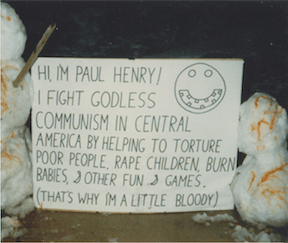 HI, I'M PAUL HENRY!
I FIGHT GODLESS
COMMUNISM IN CENTRAL
AMERICA BY HELPING TO TORTURE
POOR PEOPLE, RAPE CHILDREN, BURN
BABIES, & OTHER FUN & GAMES.
(THAT'S WHY I'M A LITTLE BLOODY)